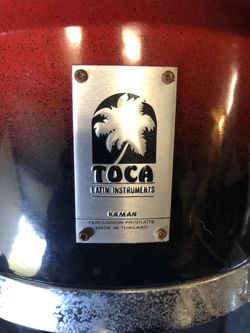 TOCA
LATIN INSTRUMENTS
KAMAN
PERCUSSION PRODUCTS
MADE IN THAILAND